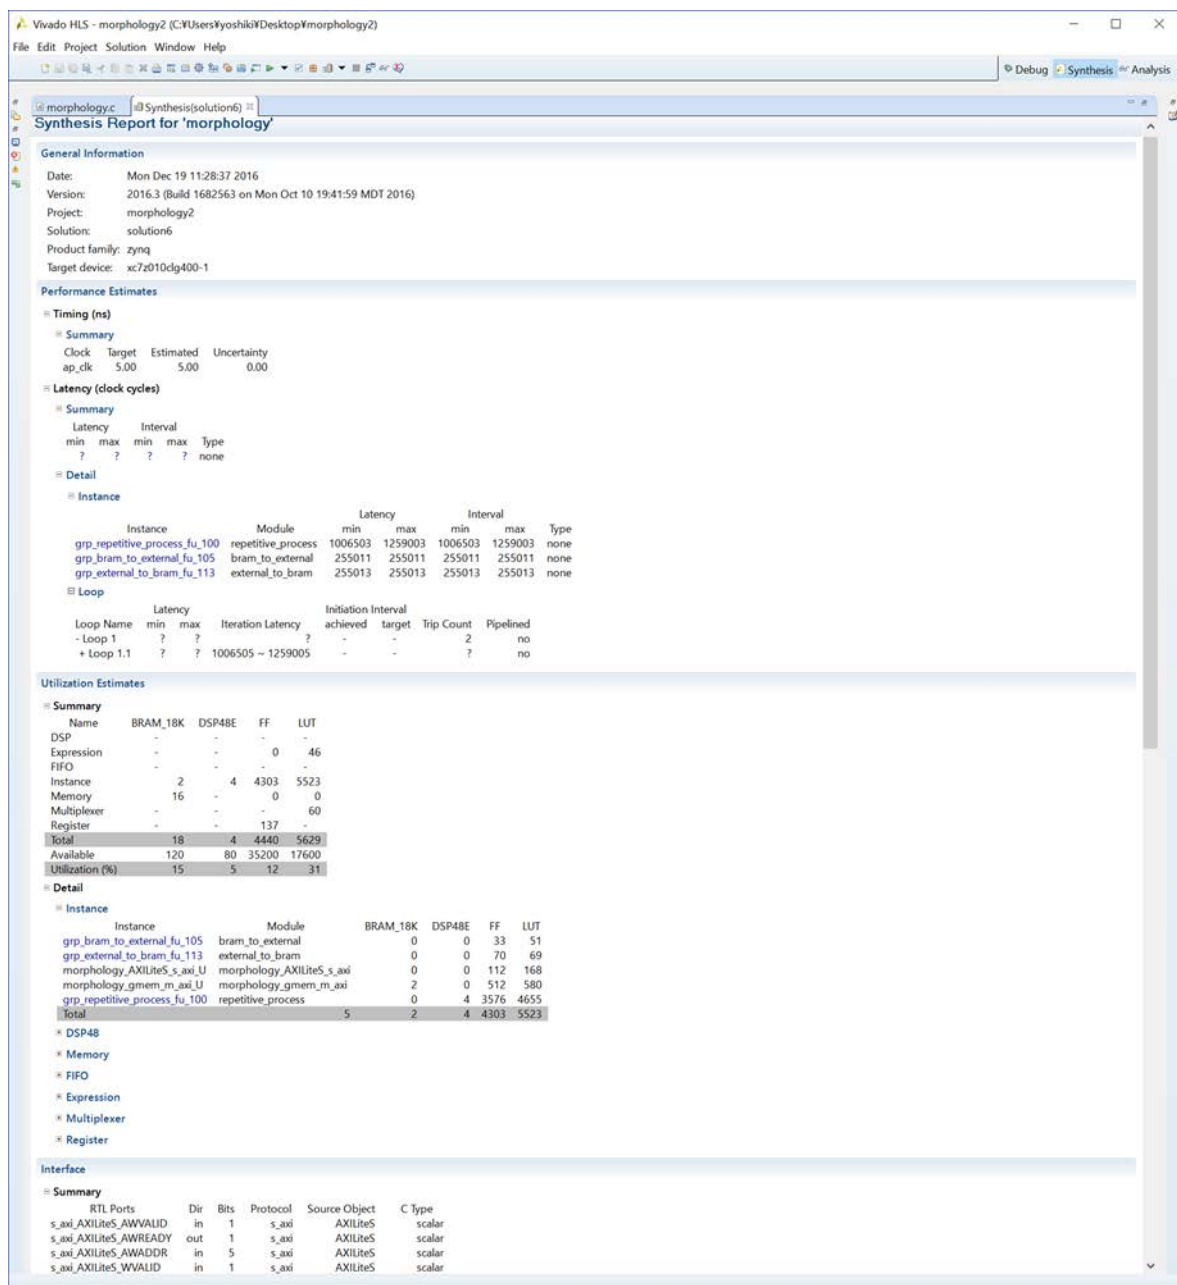 Vivado HLS - morphology2 (C:¥Users¥yoshiki¥Desktop¥morphology2)
File Edit Project Solution Window Help
Debug Synthesis Analysis
morphology.c Synthesis(solution6)
Synthesis Report for 'morphology'
General Information
Date: Mon Dec 19 11:28:37 2016
Version: 2016.3 (Build 1682563 on Mon Oct 10 19:41:59 MDT 2016)
Project: morphology2
Solution: solution6
Product family: zynq
Target device: xc7z010clg400-1
Performance Estimates
Timing (ns)
Summary
Clock Target Estimated Uncertainty
ap_clk 5.00 5.00 0.00
Latency (clock cycles)
Summary
Latency Interval
min max min max Type
? ? ? ? none
Detail
Instance
Latency Interval
Instance Module min max min max Type
grp_repetitive_process_fu_100 repetitive_process 1006503 1259003 1006503 1259003 none
grp_bram_to_external_fu_105 bram_to_external 255011 255011 255011 255011 none
grp_external_to_bram_fu_113 external_to_bram 255013 255013 255013 255013 none
Loop
Latency Initiation Interval
Loop Name min max Iteration Latency achieved target Trip Count Pipelined
- Loop 1 ? ? ? - - 2 no
+ Loop 1.1 ? ? 1006505 ~ 1259005 - - ? no
Utilization Estimates
Summary
Name BRAM_18K DSP48E FF LUT
DSP - - - -
Expression - - 0 46
FIFO - - - -
Instance 2 4 4303 5523
Memory 16 - 0 0
Multiplexer - - - 60
Register - - 137 -
Total 18 4 4440 5629
Available 120 80 35200 17600
Utilization (%) 15 5 12 31
Detail
Instance
Instance Module BRAM_18K DSP48E FF LUT
grp_bram_to_external_fu_105 bram_to_external 0 0 33 51
grp_external_to_bram_fu_113 external_to_bram 0 0 70 69
morphology_AXILiteS_s_axi_U morphology_AXILiteS_s_axi 0 0 112 168
morphology_gmem_m_axi_U morphology_gmem_m_axi 2 0 512 580
grp_repetitive_process_fu_100 repetitive_process 0 4 3576 4655
Total 5 2 4 4303 5523
DSP48
Memory
FIFO
Expression
Multiplexer
Register
Interface
Summary
RTL Ports Dir Bits Protocol Source Object C Type
s_axi_AXILiteS_AWVALID in 1 s_axi AXILiteS scalar
s_axi_AXILiteS_AWREADY out 1 s_axi AXILiteS scalar
s_axi_AXILiteS_AWADDR in 5 s_axi AXILiteS scalar
s_axi_AXILiteS_WVALID in 1 s_axi AXILiteS scalar